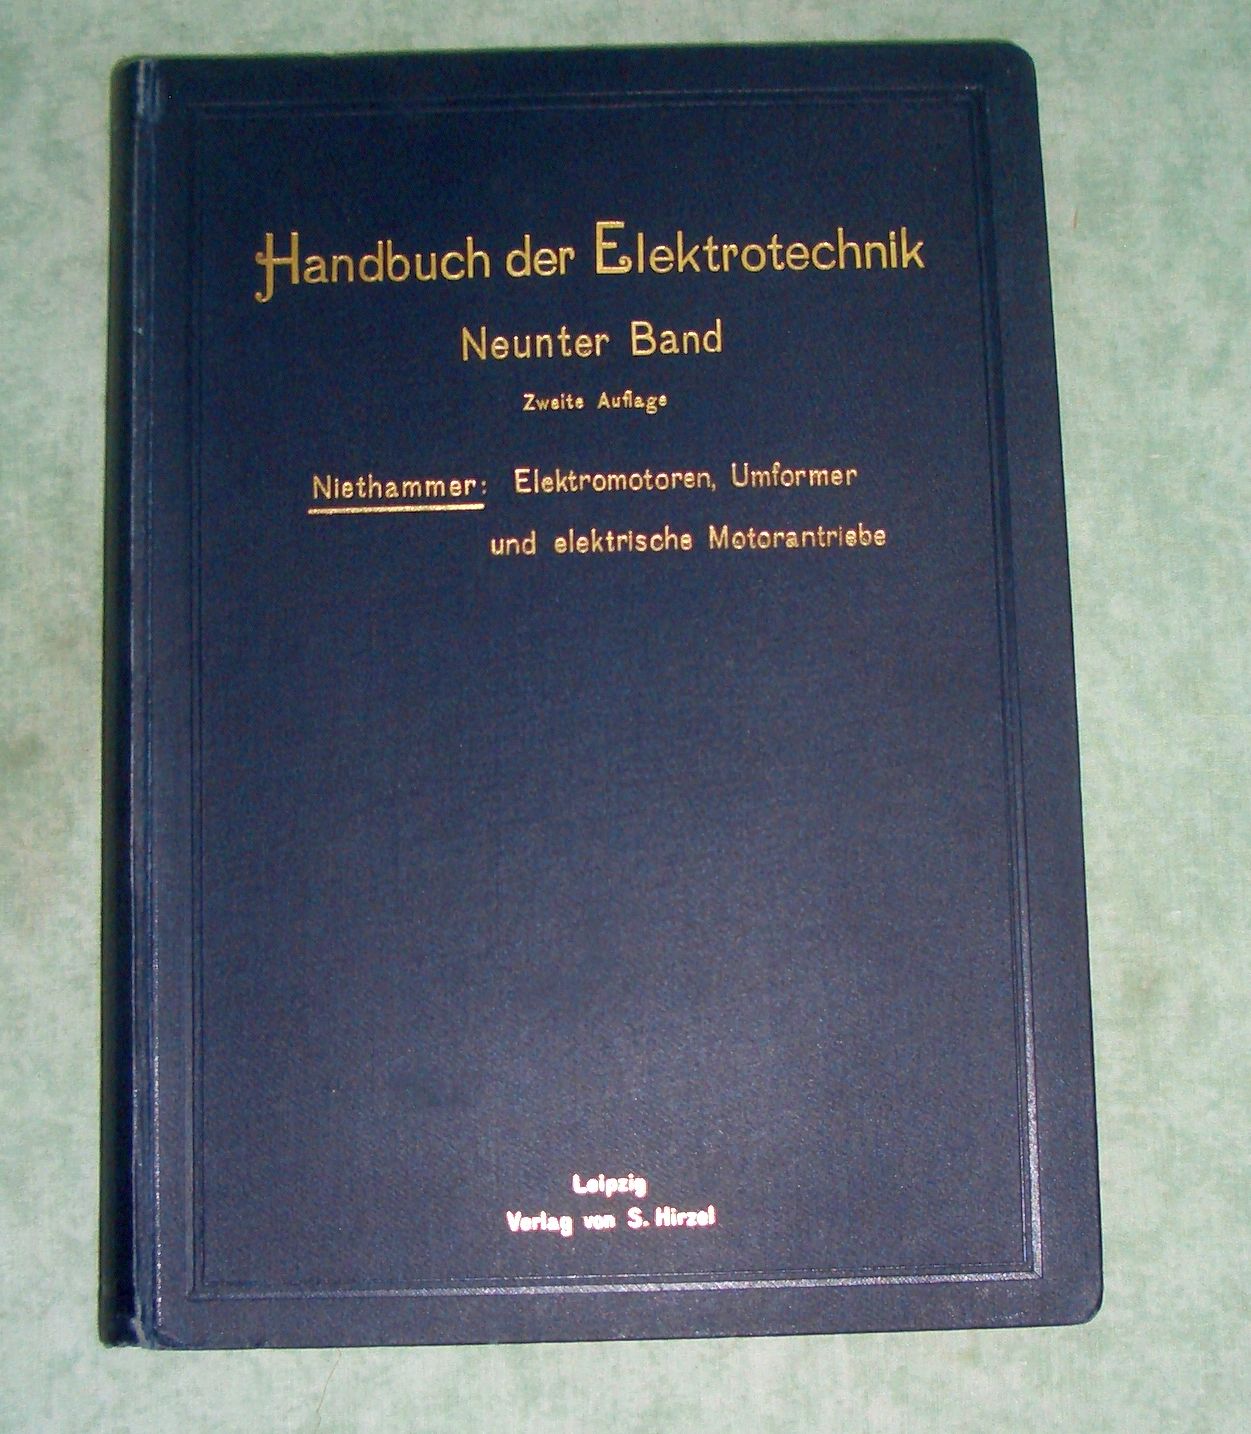 Handbuch der Elektrotechnik
Neunter Band
Zweite Auflage
Niethammer: Elektromotoren, Umformer
und elektrische Motorantriebe
Leipzig
Verlag von S. Hirzel